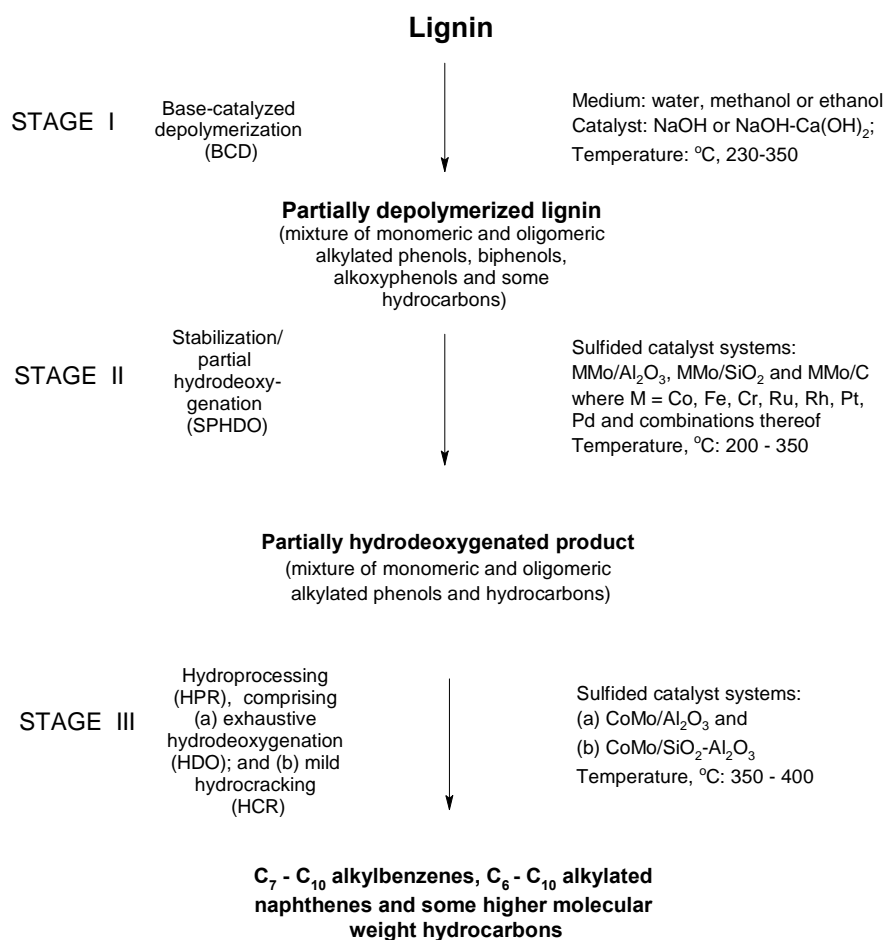 Lignin
STAGE I
Base-catalyzed
depolymerization
(BCD)
Medium: water, methanol or ethanol
Catalyst: NaOH or NaOH-Ca(OH)₂;
Temperature: °C, 230-350
Partially depolymerized lignin
(mixture of monomeric and oligomeric
alkylated phenols, biphenols,
alkoxyphenols and some
hydrocarbons)
STAGE II
Stabilization/
partial
hydrodeoxy-
genation
(SPHDO)
Sulfided catalyst systems:
MMo/Al₂O₃, MMo/SiO₂ and MMo/C
where M = Co, Fe, Cr, Ru, Rh, Pt,
Pd and combinations thereof
Temperature, °C: 200 - 350
Partially hydrodeoxygenated product
(mixture of monomeric and oligomeric
alkylated phenols and hydrocarbons)
STAGE III
Hydroprocessing
(HPR), comprising
(a) exhaustive
hydrodeoxygenation
(HDO); and (b) mild
hydrocracking
(HCR)
Sulfided catalyst systems:
(a) CoMo/Al₂O₃ and
(b) CoMo/SiO₂-Al₂O₃
Temperature, °C: 350 - 400
C₇ - C₁₀ alkylbenzenes, C₆ - C₁₀ alkylated
naphthenes and some higher molecular
weight hydrocarbons